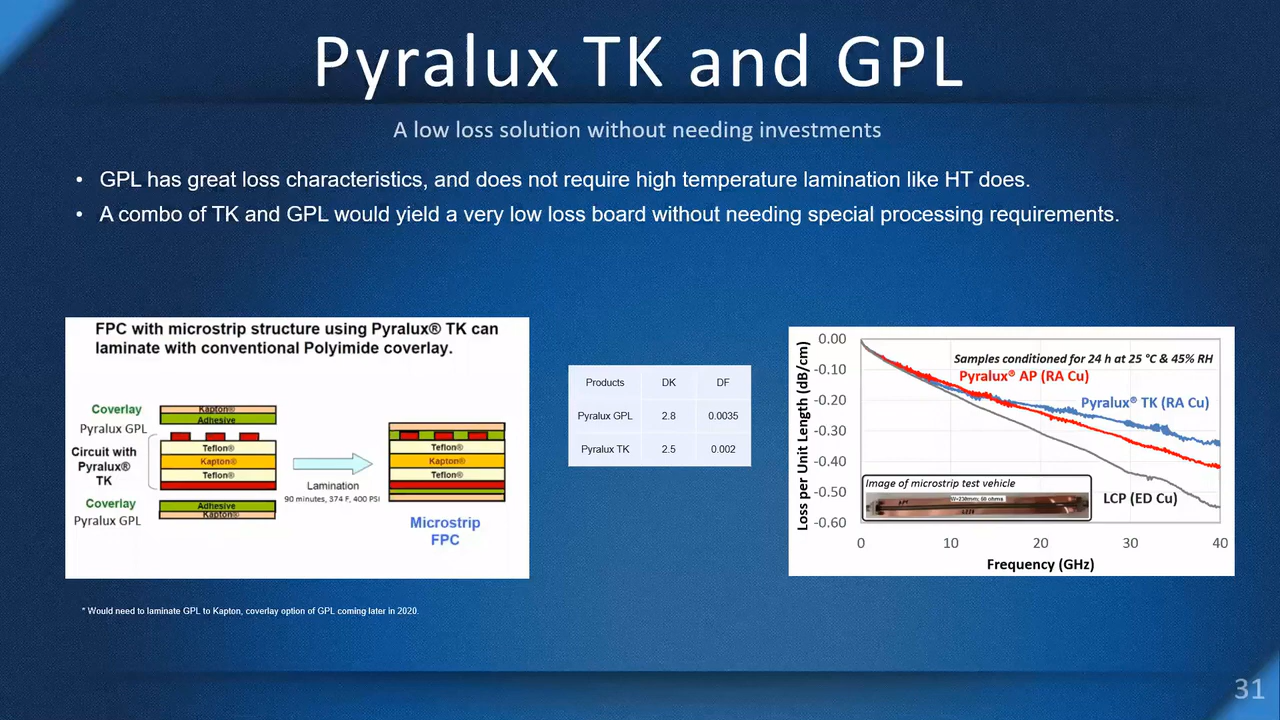 Pyralux TK and GPL
A low loss solution without needing investments
• GPL has great loss characteristics, and does not require high temperature lamination like HT does.
• A combo of TK and GPL would yield a very low loss board without needing special processing requirements.
FPC with microstrip structure using Pyralux® TK can
laminate with conventional Polyimide coverlay.
Coverlay
Pyralux GPL
Kapton®
Adhesive
Circuit with
Pyralux®
TK
Teflon®
Kapton®
Teflon®
Coverlay
Pyralux GPL
Adhesive
Kapton®
Lamination
90 minutes, 374 F, 400 PSI
Teflon®
Kapton®
Teflon®
Microstrip
FPC
Products DK DF
Pyralux GPL 2.8 0.0035
Pyralux TK 2.5 0.002
Loss per Unit Length (dB/cm)
0.00
-0.10
-0.20
-0.30
-0.40
-0.50
-0.60
Samples conditioned for 24 h at 25 °C & 45% RH
Pyralux® AP (RA Cu)
Pyralux® TK (RA Cu)
LCP (ED Cu)
Image of microstrip test vehicle
0 10 20 30 40
Frequency (GHz)
* Would need to laminate GPL to Kapton, coverlay option of GPL coming later in 2020.
31